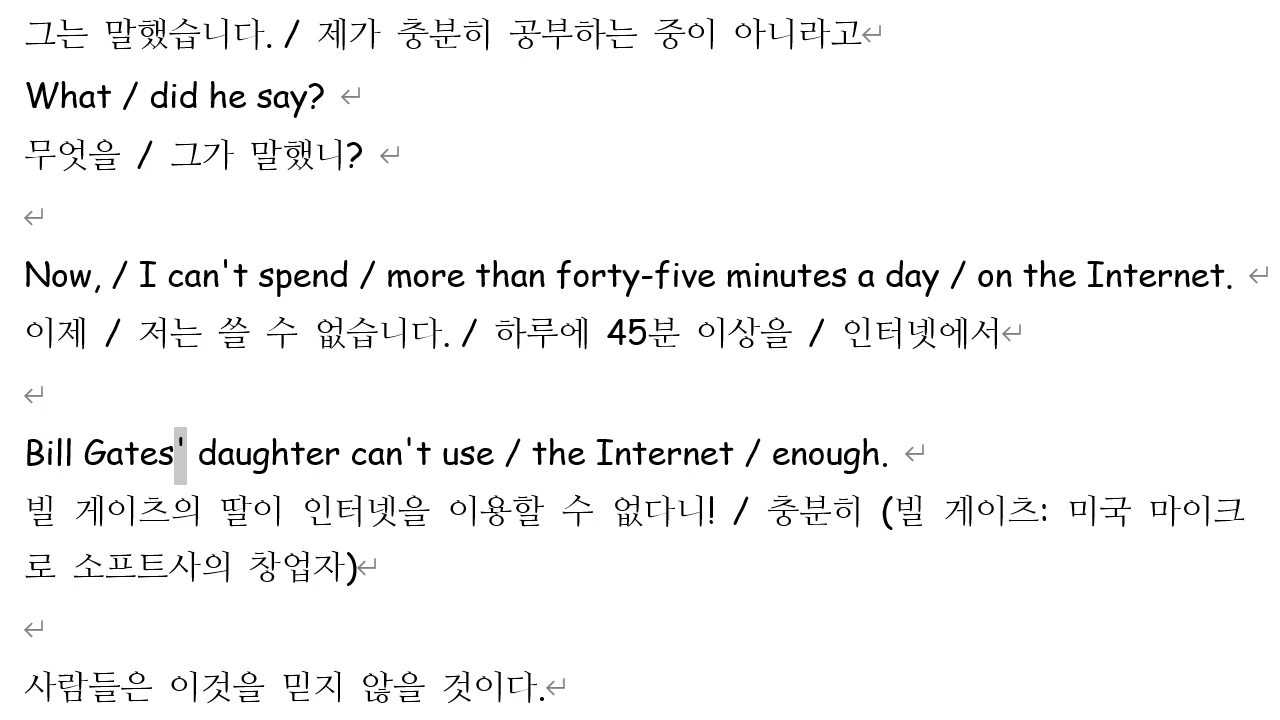 그는 말했습니다. / 제가 충분히 공부하는 중이 아니라고↵
What / did he say? ↵
무엇을 / 그가 말했니? ↵
↵
Now, / I can't spend / more than forty-five minutes a day / on the Internet. ↵
이제 / 저는 쓸 수 없습니다. / 하루에 45분 이상을 / 인터넷에서↵
↵
Bill Gates' daughter can't use / the Internet / enough. ↵
빌 게이츠의 딸이 인터넷을 이용할 수 없다니! / 충분히 (빌 게이츠: 미국 마이크
로 소프트사의 창업자)↵
↵
사람들은 이것을 믿지 않을 것이다.↵